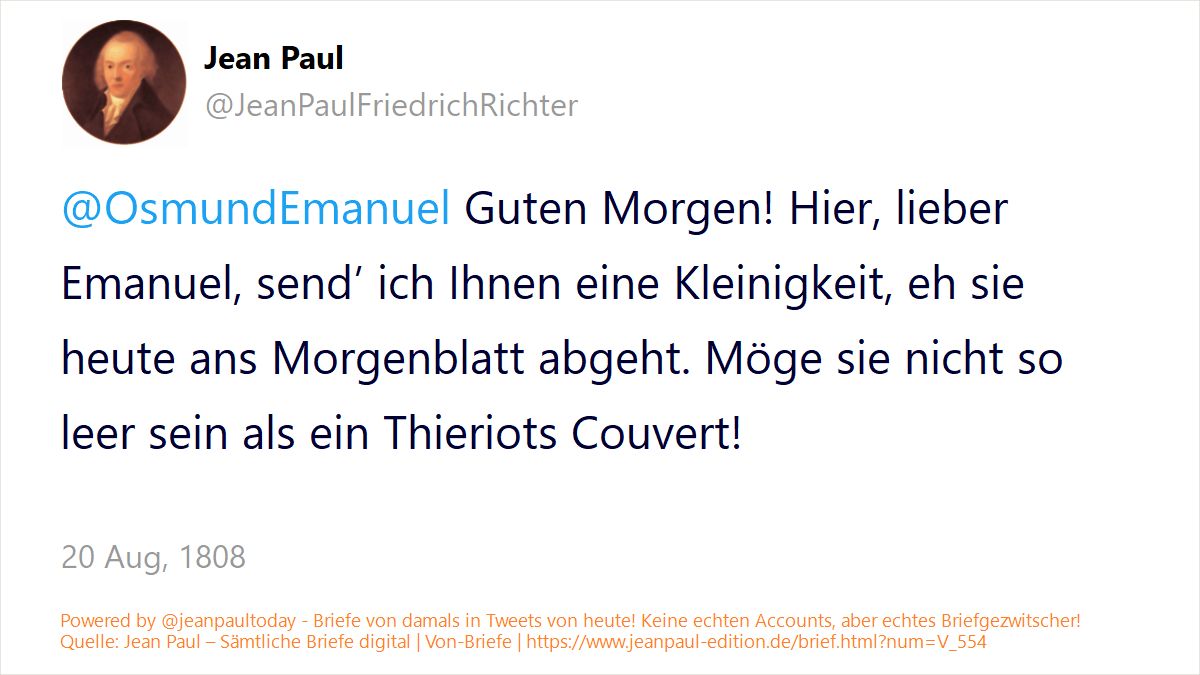 Jean Paul
@JeanPaulFriedrichRichter
@OsmundEmanuel Guten Morgen! Hier, lieber
Emanuel, send’ ich Ihnen eine Kleinigkeit, eh sie
heute ans Morgenblatt abgeht. Möge sie nicht so
leer sein als ein Thieriots Couvert!
20 Aug, 1808
Powered by @jeanpaultoday - Briefe von damals in Tweets von heute! Keine echten Accounts, aber echtes Briefgezwitscher!
Quelle: Jean Paul – Sämtliche Briefe digital | Von-Briefe | https://www.jeanpaul-edition.de/brief.html?num=V_554